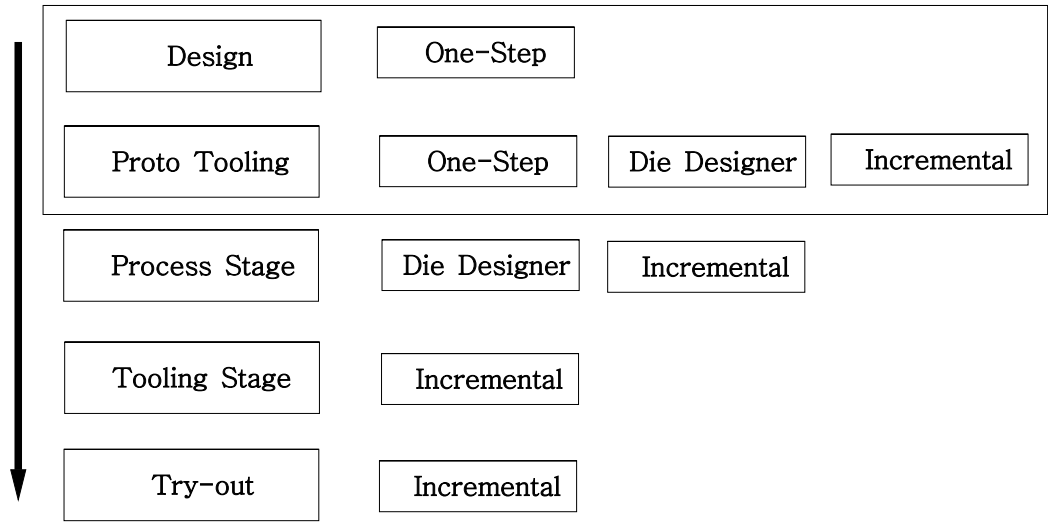 Design One-Step
Proto Tooling One-Step Die Designer Incremental
Process Stage Die Designer Incremental
Tooling Stage Incremental
Try-out Incremental